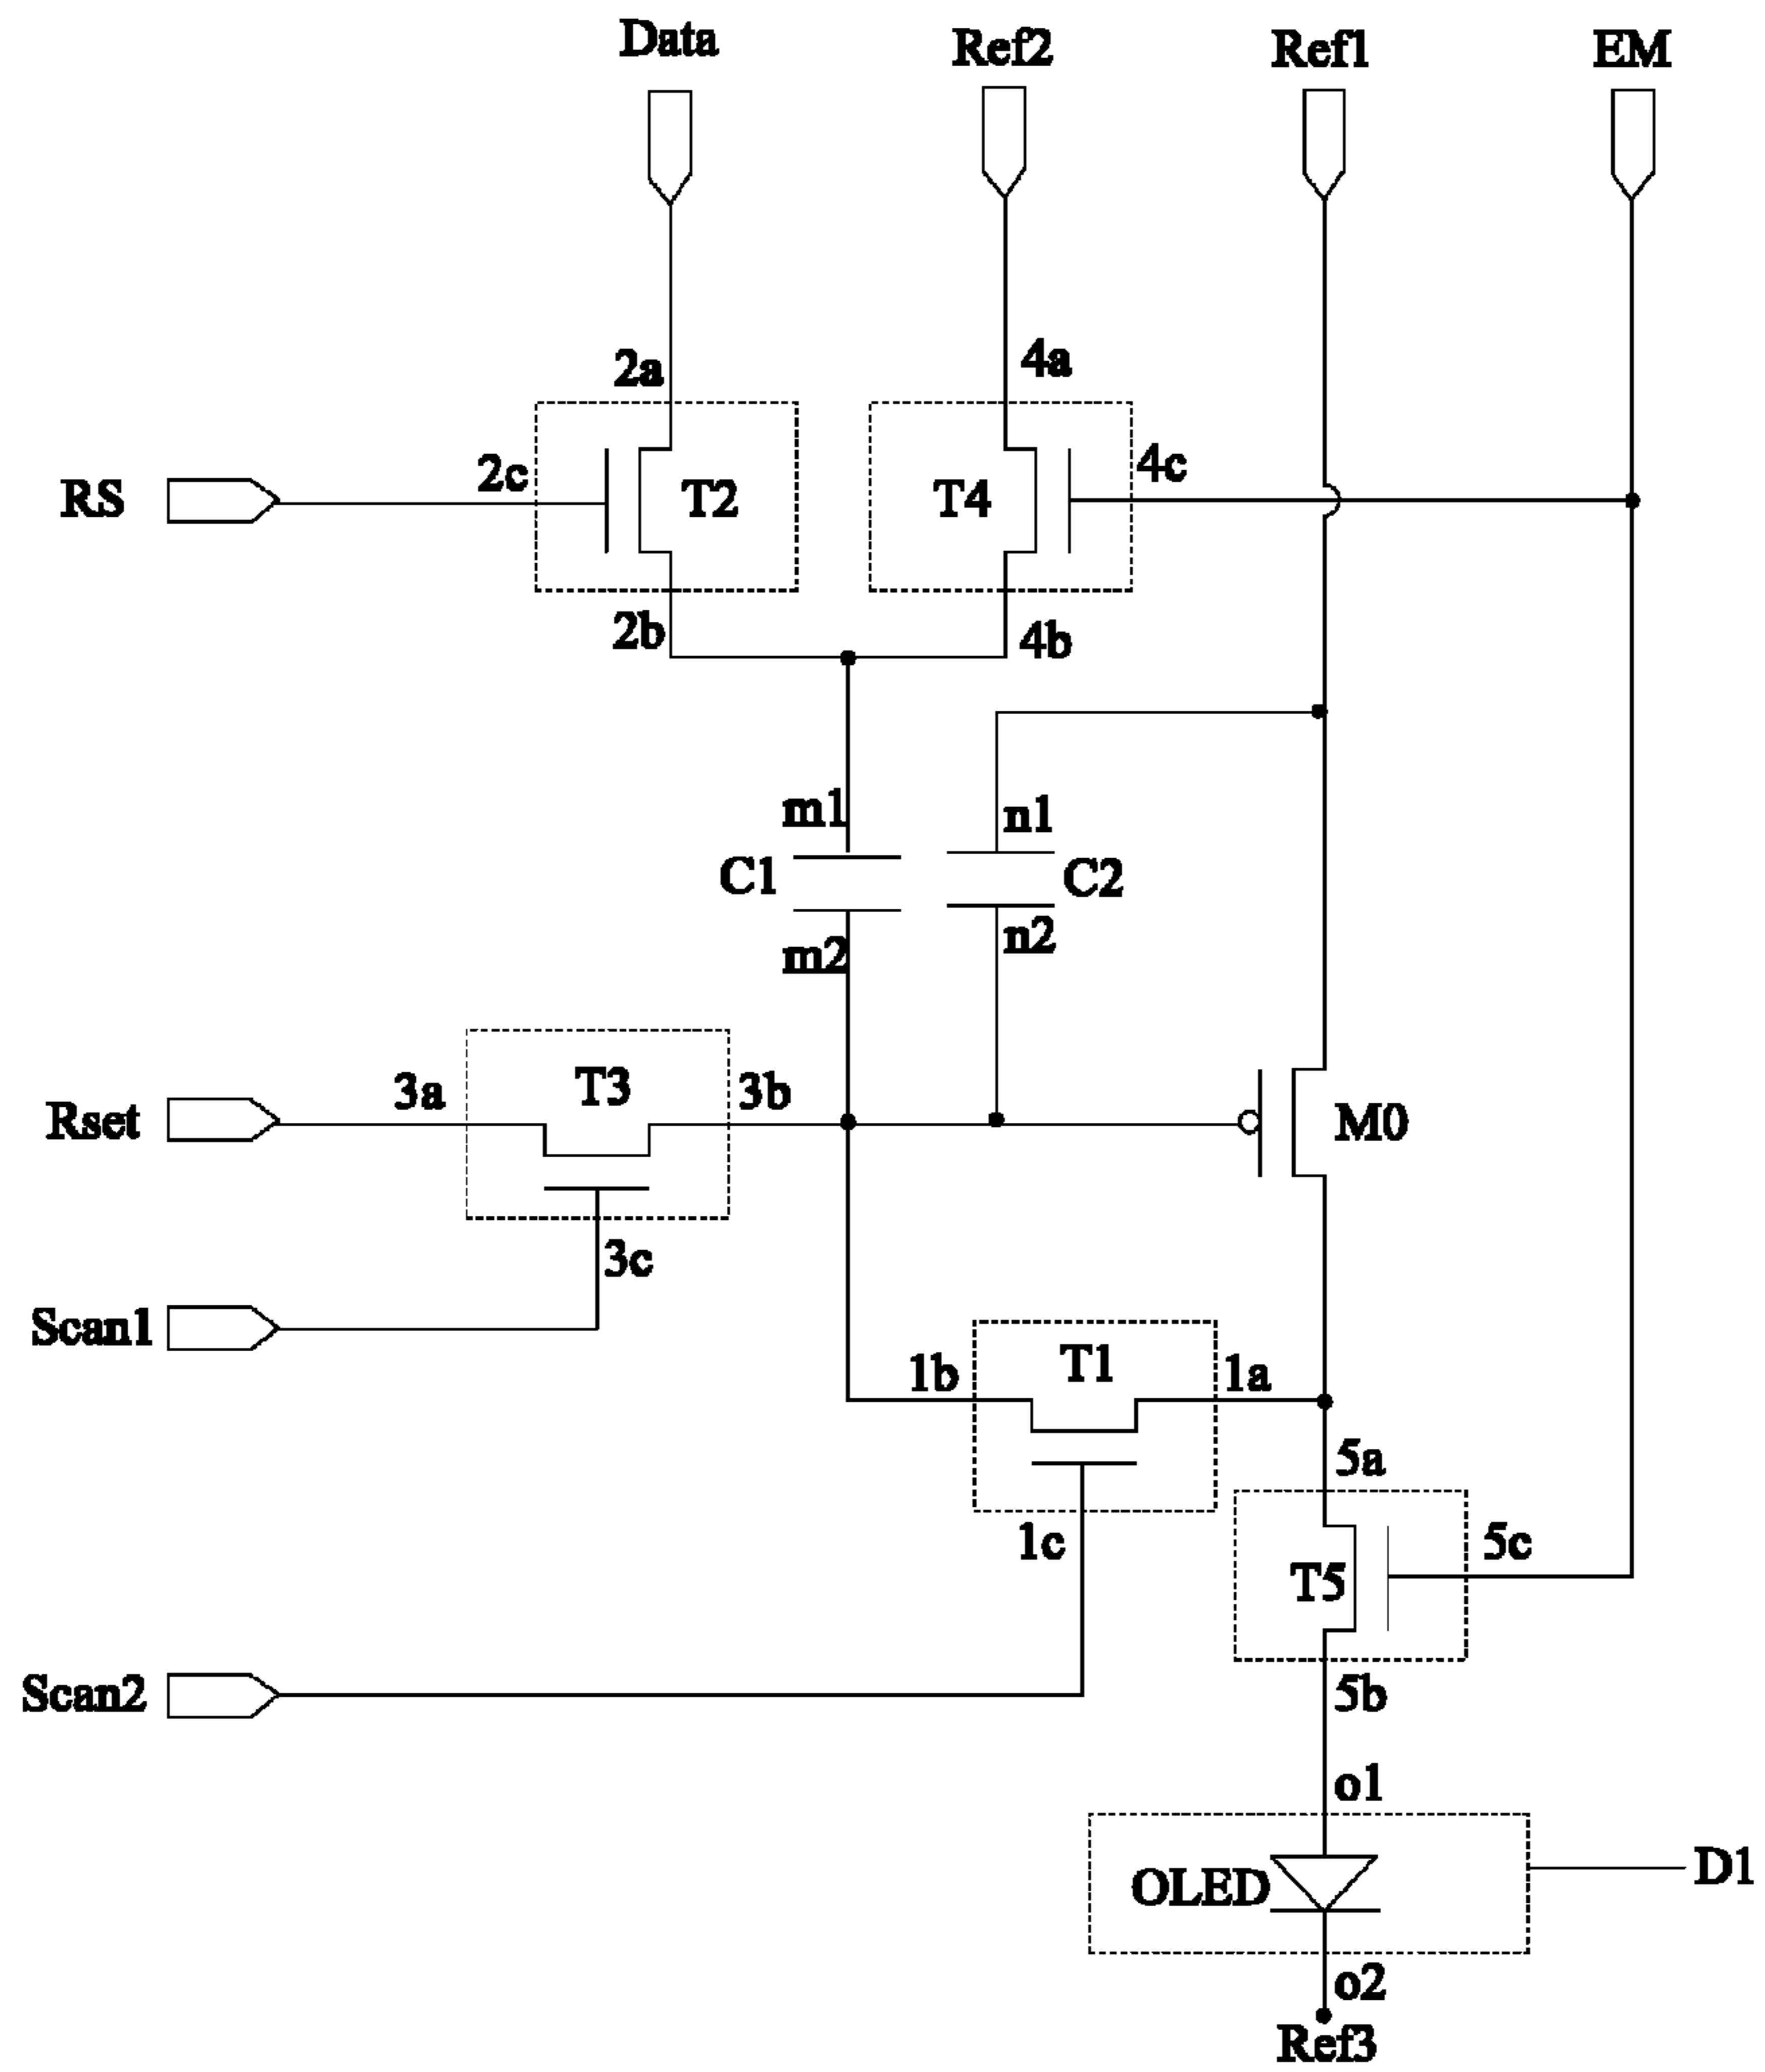 Data
Ref2
Ref1
EM
2a
4a
RS
2c
T2
T4
4c
2b
4b
m1
n1
C1
C2
m2
n2
Rset
3a
T3
3b
M0
3c
Scan1
1b
T1
1a
5a
1c
T5
5c
Scan2
5b
o1
OLED
D1
o2
Ref3